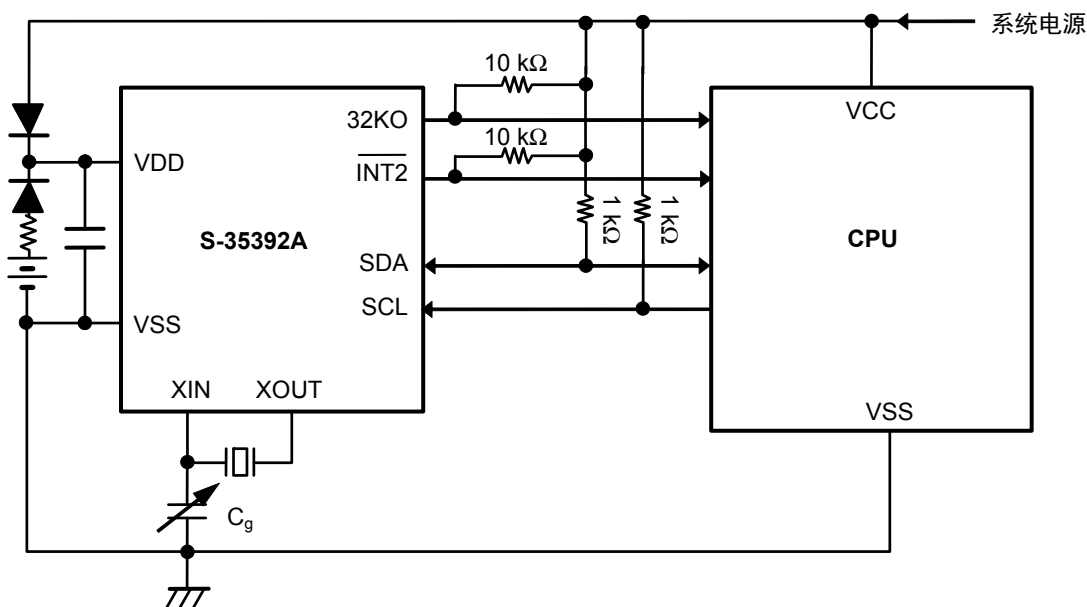 系统电源
10 kΩ
32KO
VCC
10 kΩ
VDD
INT2
S-35392A
1 kΩ
1 kΩ
CPU
SDA
SCL
VSS
XIN
XOUT
VSS
Cg